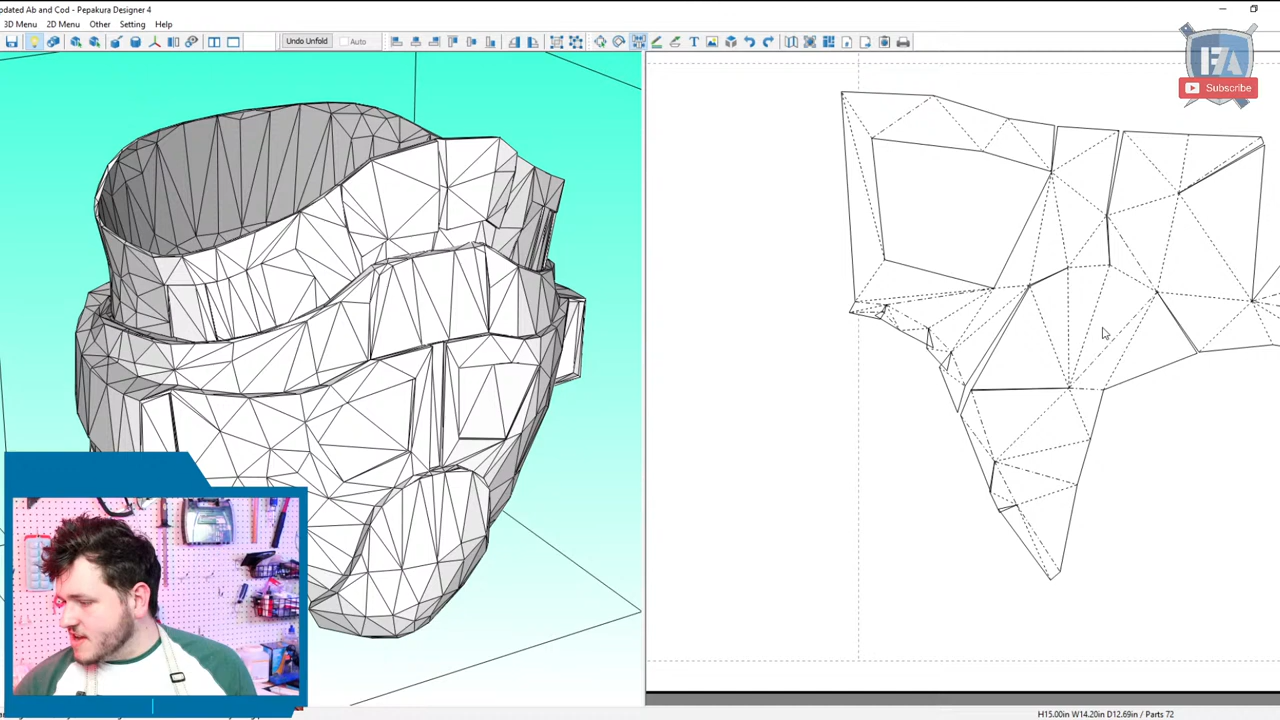 pdated Ab and Cod - Pepakura Designer 4
3D Menu 2D Menu Other Setting Help
Undo Unfold Auto
Subscribe
H15.00in W14.20in D12.69in / Parts 72